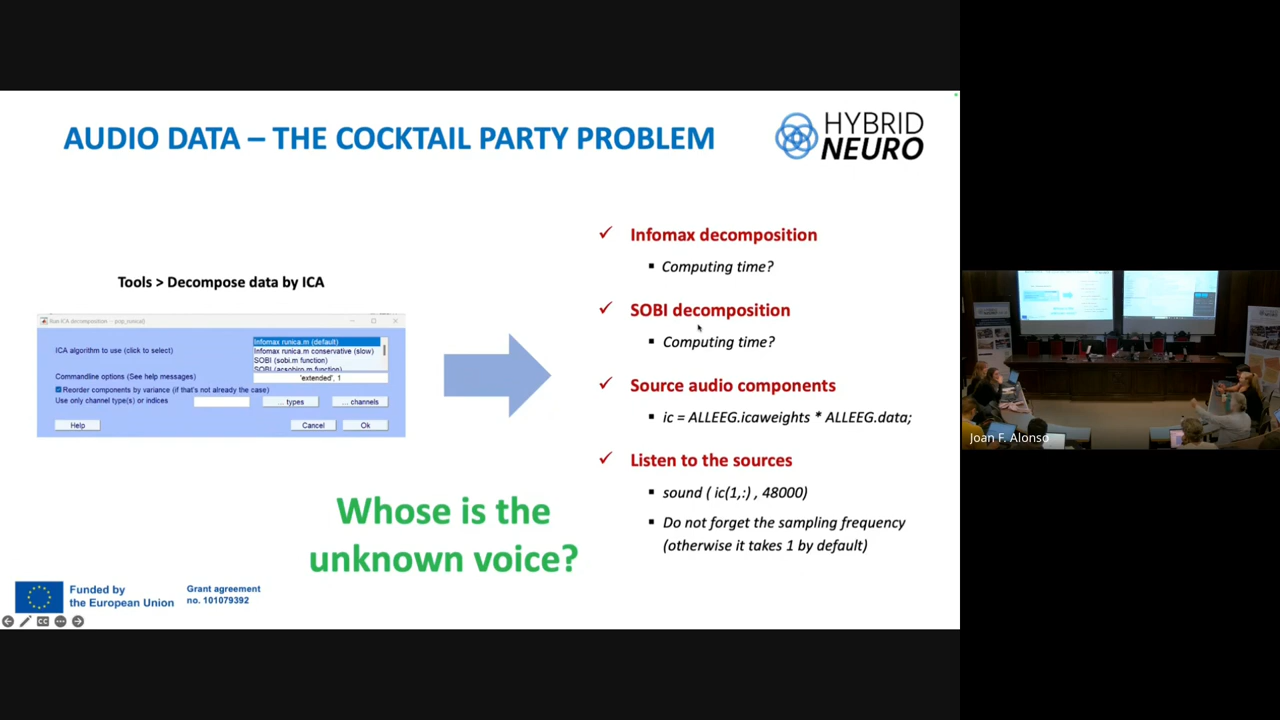 AUDIO DATA – THE COCKTAIL PARTY PROBLEM
HYBRID
NEURO
Tools > Decompose data by ICA
Run ICA decomposition -- pop_runica()
ICA algorithm to use (click to select)
Infomax runica.m (default)
Infomax runica.m conservative (slow)
SOBI (sobi.m function)
Commandline options (See help messages)
'extended', 1
Reorder components by variance (if that's not already the case)
Use only channel type(s) or indices
... types
... channels
Help
Cancel
Ok
✓ Infomax decomposition
▪ Computing time?
✓ SOBI decomposition
▪ Computing time?
✓ Source audio components
▪ ic = ALLEEG.icaweights * ALLEEG.data;
✓ Listen to the sources
▪ sound ( ic(1,:) , 48000)
▪ Do not forget the sampling frequency
(otherwise it takes 1 by default)
Whose is the
unknown voice?
Funded by
the European Union
Grant agreement
no. 101079392
CC
Joan F. Alonso